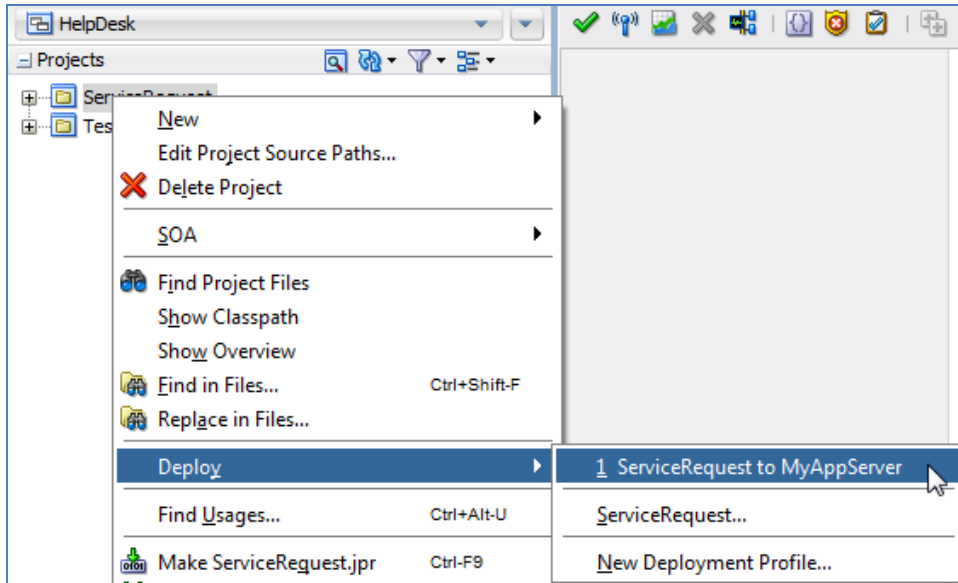 HelpDesk
Projects
New
Edit Project Source Paths...
Delete Project
SOA
Find Project Files
Show Classpath
Show Overview
Find in Files... Ctrl+Shift-F
Replace in Files...
Deploy
1 ServiceRequest to MyAppServer
Find Usages... Ctrl+Alt-U
ServiceRequest...
Make ServiceRequest.jpr Ctrl-F9
New Deployment Profile...